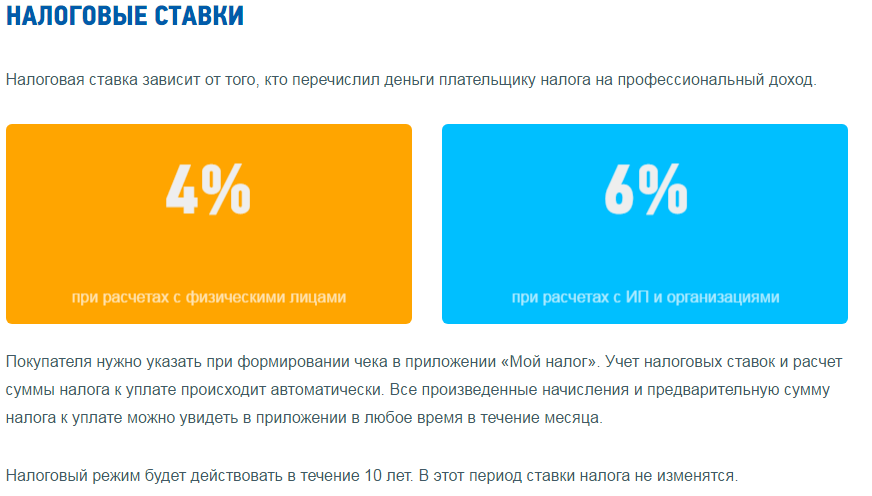 НАЛОГОВЫЕ СТАВКИ
Налоговая ставка зависит от того, кто перечислил деньги плательщику налога на профессиональный доход.
4%
при расчетах с физическими лицами
6%
при расчетах с ИП и организациями
Покупателя нужно указать при формировании чека в приложении «Мой налог». Учет налоговых ставок и расчет
суммы налога к уплате происходит автоматически. Все произведенные начисления и предварительную сумму
налога к уплате можно увидеть в приложении в любое время в течение месяца.
Налоговый режим будет действовать в течение 10 лет. В этот период ставки налога не изменятся.